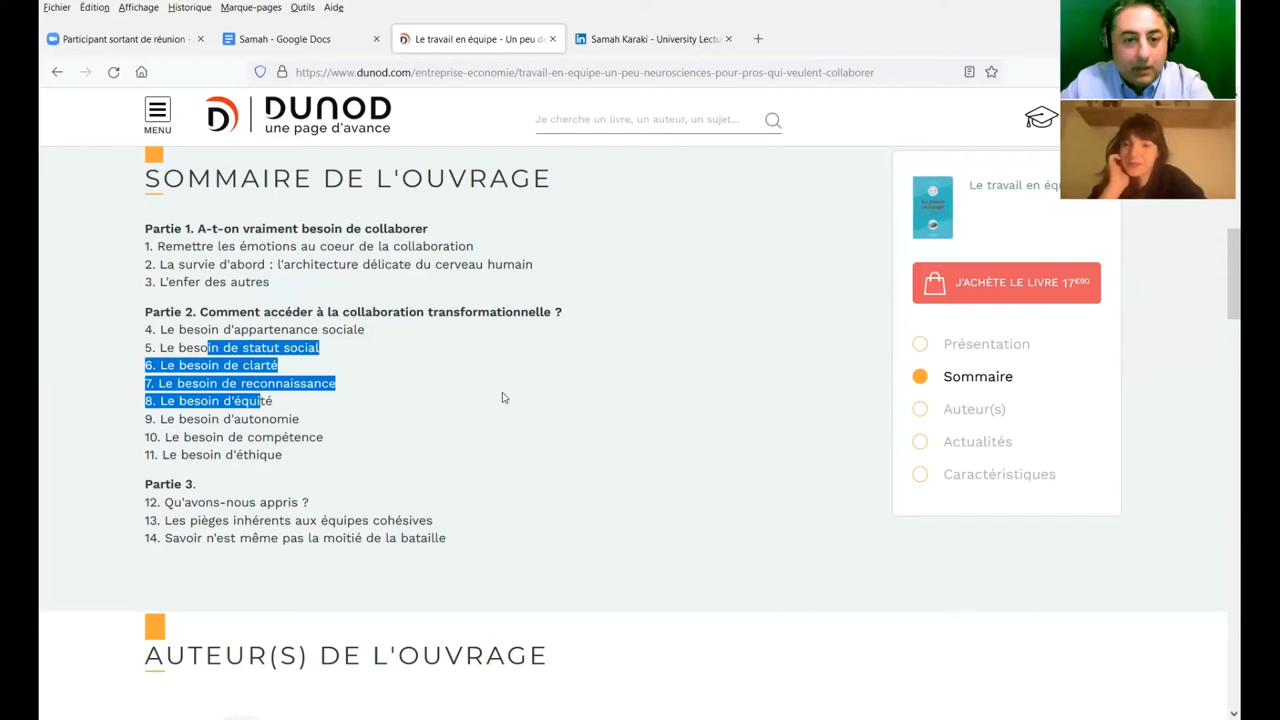 Fichier Édition Affichage Historique Marque-pages Outils Aide
Participant sortant de réunion -
Samah - Google Docs
Le travail en équipe - Un peu de
Samah Karaki - University Lectu
https://www.dunod.com/entreprise-economie/travail-en-equipe-un-peu-neurosciences-pour-pros-qui-veulent-collaborer
MENU
DUNOD
une page d'avance
Je cherche un livre, un auteur, un sujet...
SOMMAIRE DE L'OUVRAGE
Partie 1. A-t-on vraiment besoin de collaborer
1. Remettre les émotions au coeur de la collaboration
2. La survie d'abord : l'architecture délicate du cerveau humain
3. L'enfer des autres
Partie 2. Comment accéder à la collaboration transformationnelle ?
4. Le besoin d'appartenance sociale
5. Le besoin de statut social
6. Le besoin de clarté
7. Le besoin de reconnaissance
8. Le besoin d'équité
9. Le besoin d'autonomie
10. Le besoin de compétence
11. Le besoin d'éthique
Partie 3.
12. Qu'avons-nous appris ?
13. Les pièges inhérents aux équipes cohésives
14. Savoir n'est même pas la moitié de la bataille
Le travail en équ
J'ACHÈTE LE LIVRE 17€90
Présentation
Sommaire
Auteur(s)
Actualités
Caractéristiques
AUTEUR(S) DE L'OUVRAGE